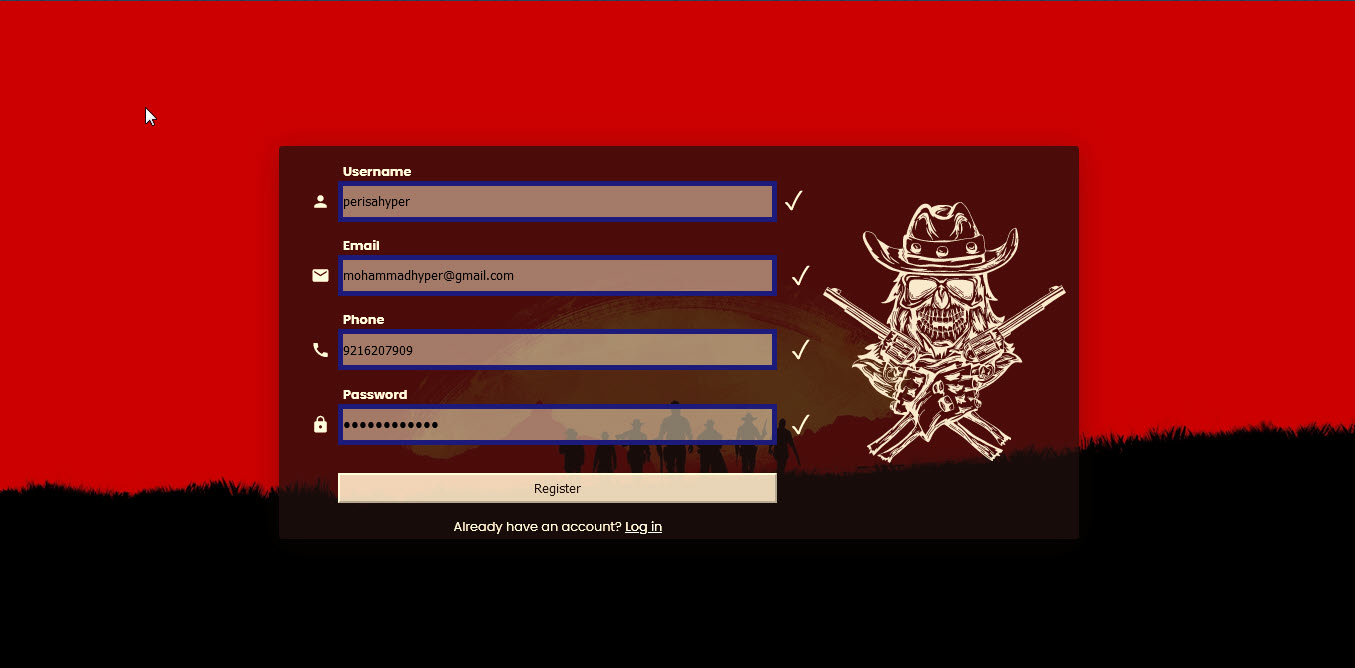 Username
perisahyper
Email
mohammadhyper@gmail.com
Phone
9216207909
Password
●●●●●●●●●●●●
Register
Already have an account? Log in